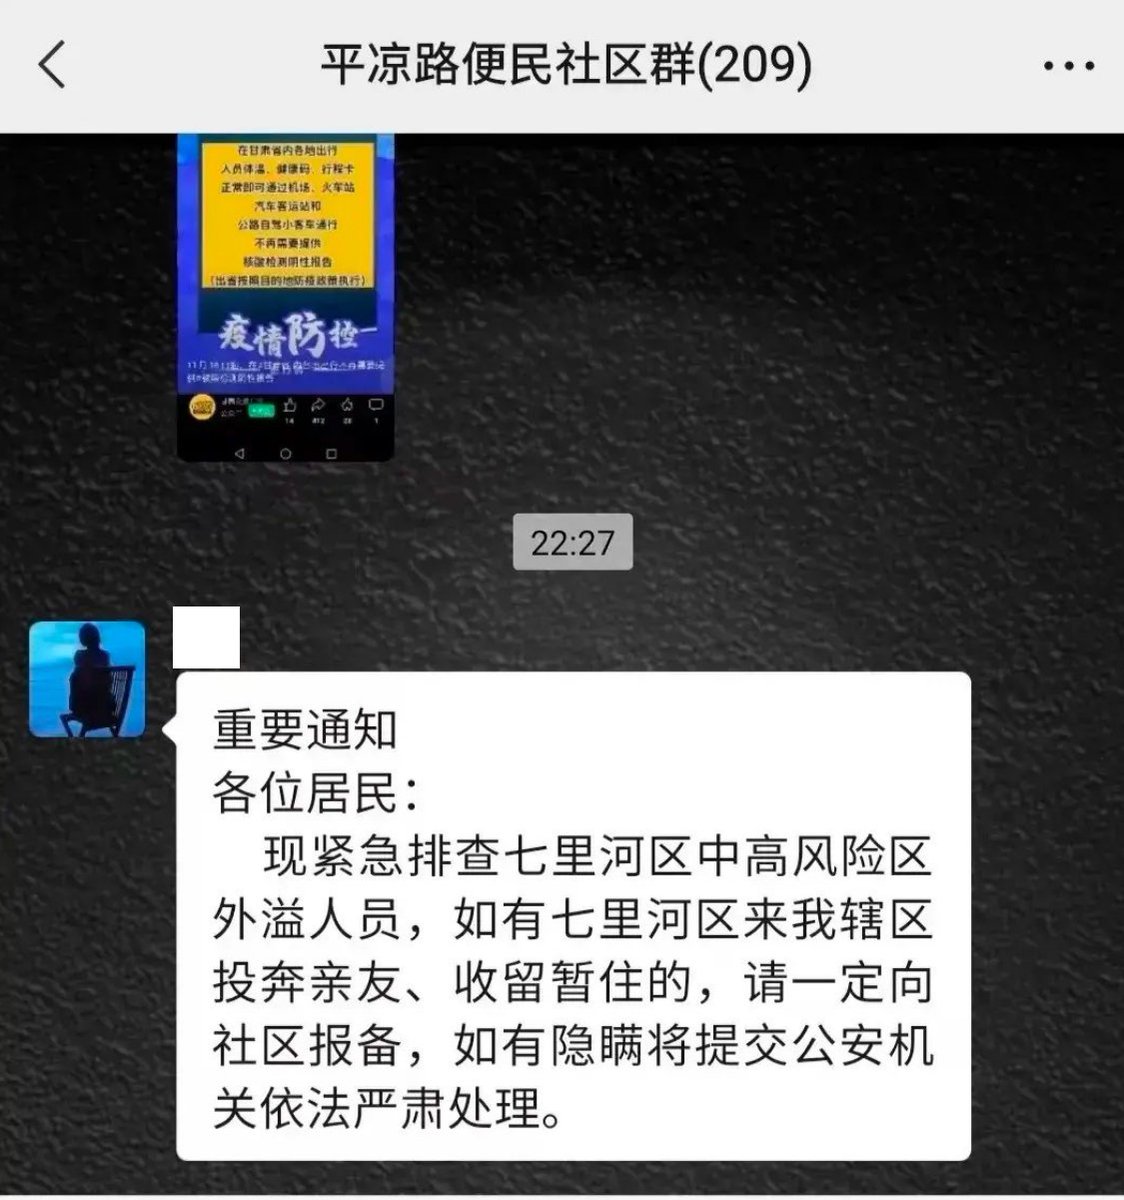 平凉路便民社区群(209)
在甘肃省内各地出行
人员体温、健康码、行程卡
正常即可通过机场、火车站
汽车客运站和
公路自驾小客车通行
不再需要提供
核酸检测阴性报告
（出省按照目的地防疫政策执行）
疫情防控
14 412 28 1
22:27
重要通知
各位居民：
现紧急排查七里河区中高风险区
外溢人员，如有七里河区来我辖区
投奔亲友、收留暂住的，请一定向
社区报备，如有隐瞒将提交公安机
关依法严肃处理。